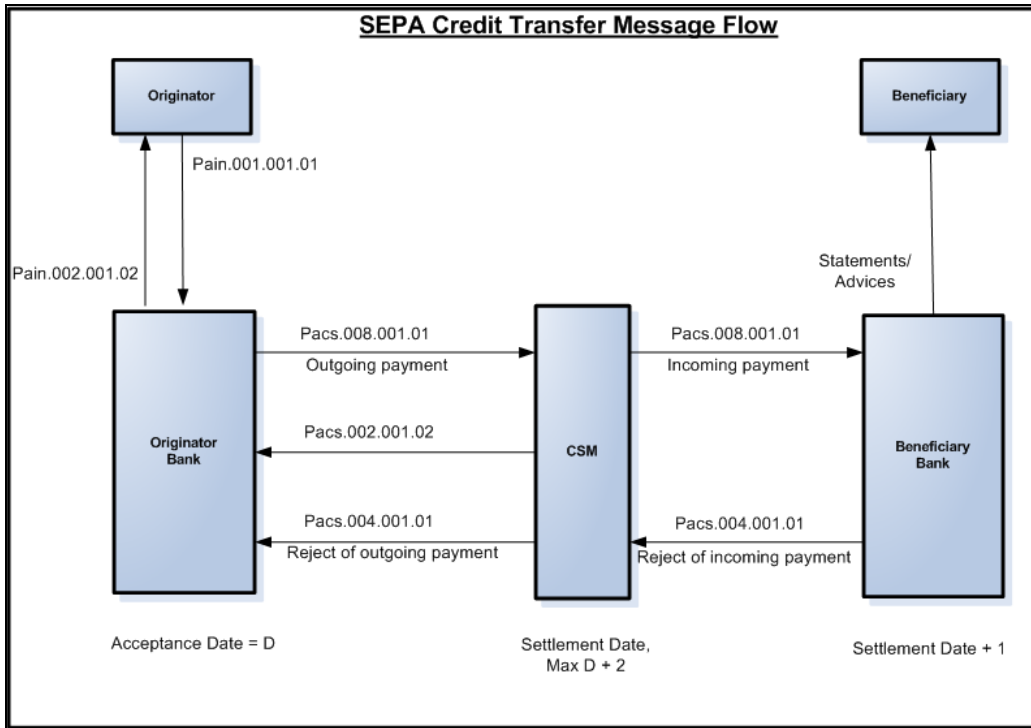 SEPA Credit Transfer Message Flow
Originator
Beneficiary
Pain.001.001.01
Pain.002.001.02
Statements/
Advices
Pacs.008.001.01
Outgoing payment
Pacs.008.001.01
Incoming payment
Pacs.002.001.02
Originator
Bank
CSM
Beneficiary
Bank
Pacs.004.001.01
Reject of outgoing payment
Pacs.004.001.01
Reject of incoming payment
Acceptance Date = D
Settlement Date,
Max D + 2
Settlement Date + 1